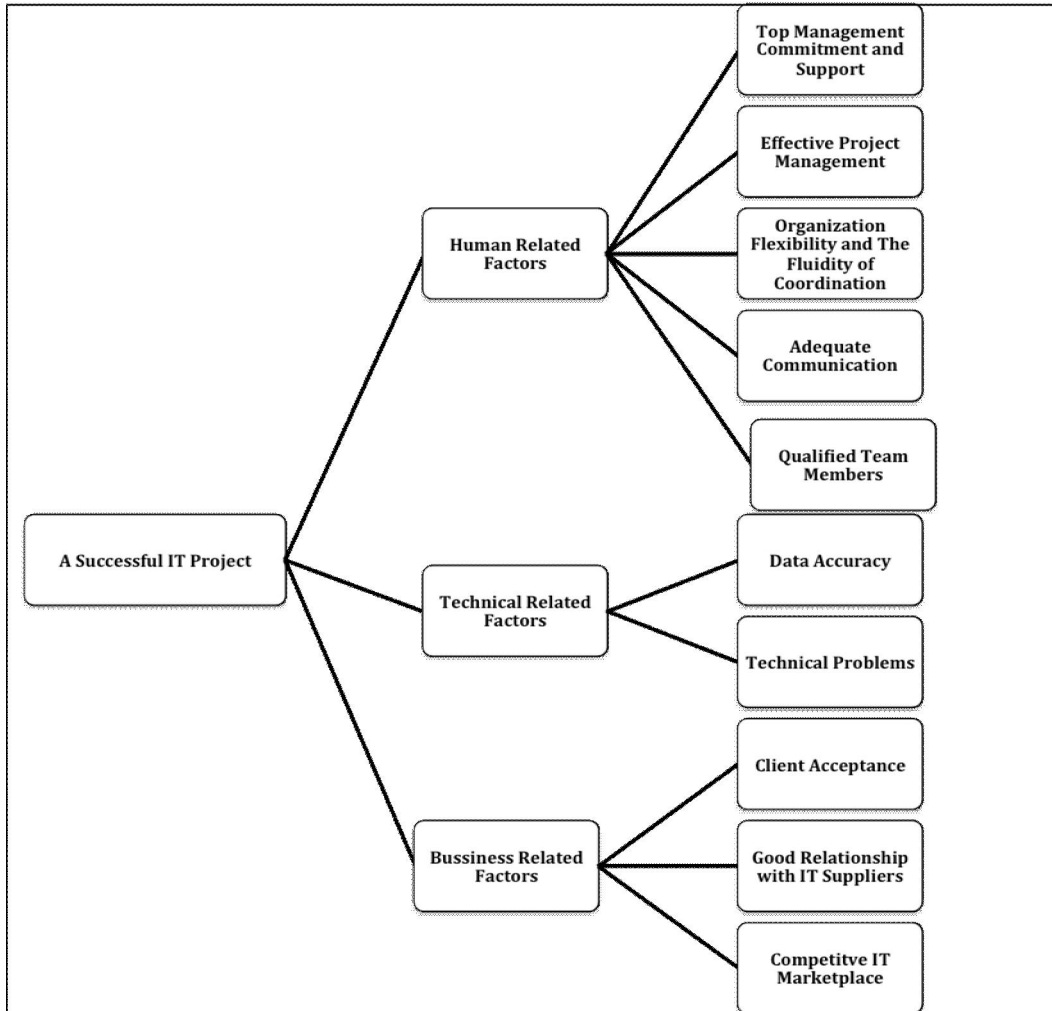 Top Management
Commitment and
Support
Effective Project
Management
Organization
Flexibility and The
Fluidity of
Coordination
Human Related
Factors
Adequate
Communication
Qualified Team
Members
A Successful IT Project
Data Accuracy
Technical Related
Factors
Technical Problems
Client Acceptance
Bussiness Related
Factors
Good Relationship
with IT Suppliers
Competitve IT
Marketplace